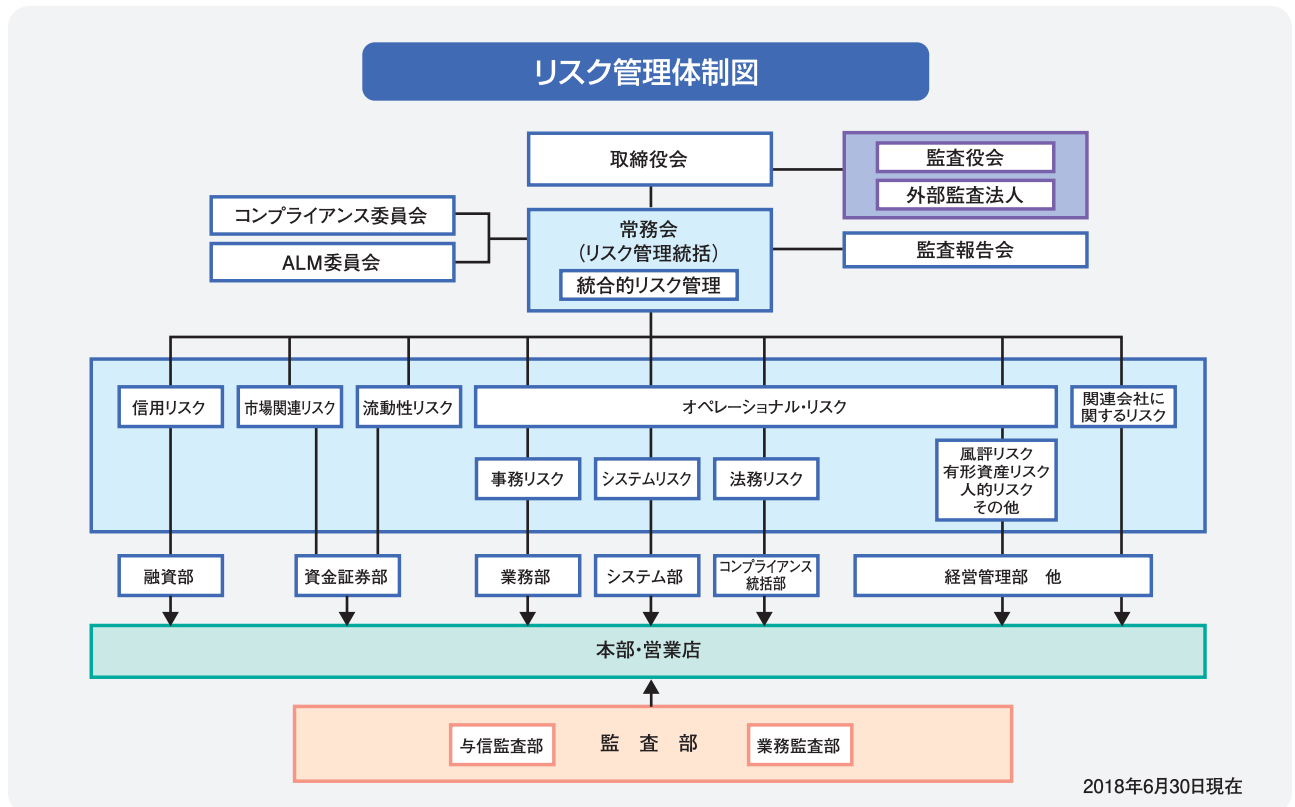 リスク管理体制図
取締役会
監査役会
外部監査法人
コンプライアンス委員会
ALM委員会
常務会
(リスク管理統括)
統合的リスク管理
監査報告会
信用リスク
市場関連リスク
流動性リスク
オペレーショナル・リスク
関連会社に
関するリスク
事務リスク
システムリスク
法務リスク
風評リスク
有形資産リスク
人的リスク
その他
融資部
資金証券部
業務部
システム部
コンプライアンス
統括部
経営管理部　他
本部・営業店
与信監査部
監　査　部
業務監査部
2018年6月30日現在